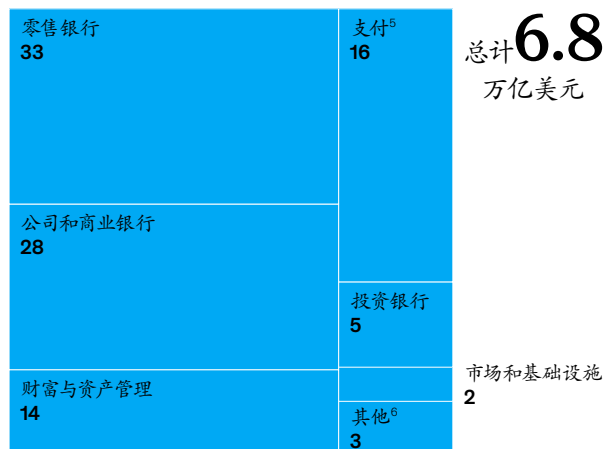 零售银行
33
支付5
16
总计6.8
万亿美元
公司和商业银行
28
投资银行
5
财富与资产管理
14
市场和基础设施
2
其他6
3